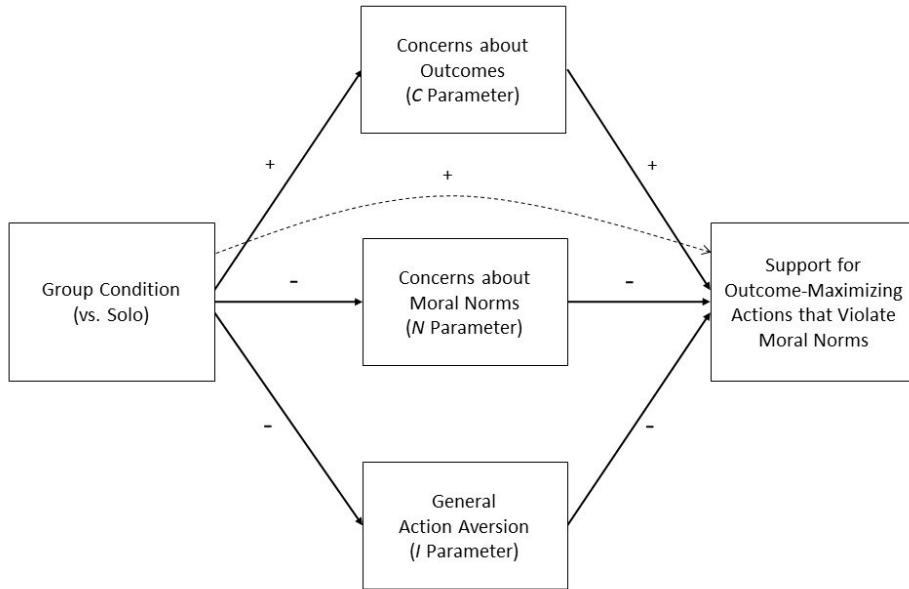 Concerns about
Outcomes
(C Parameter)
+
+
+
Group Condition
(vs. Solo)
-
Concerns about
Moral Norms
(N Parameter)
-
Support for
Outcome-Maximizing
Actions that Violate
Moral Norms
-
-
General
Action Aversion
(I Parameter)